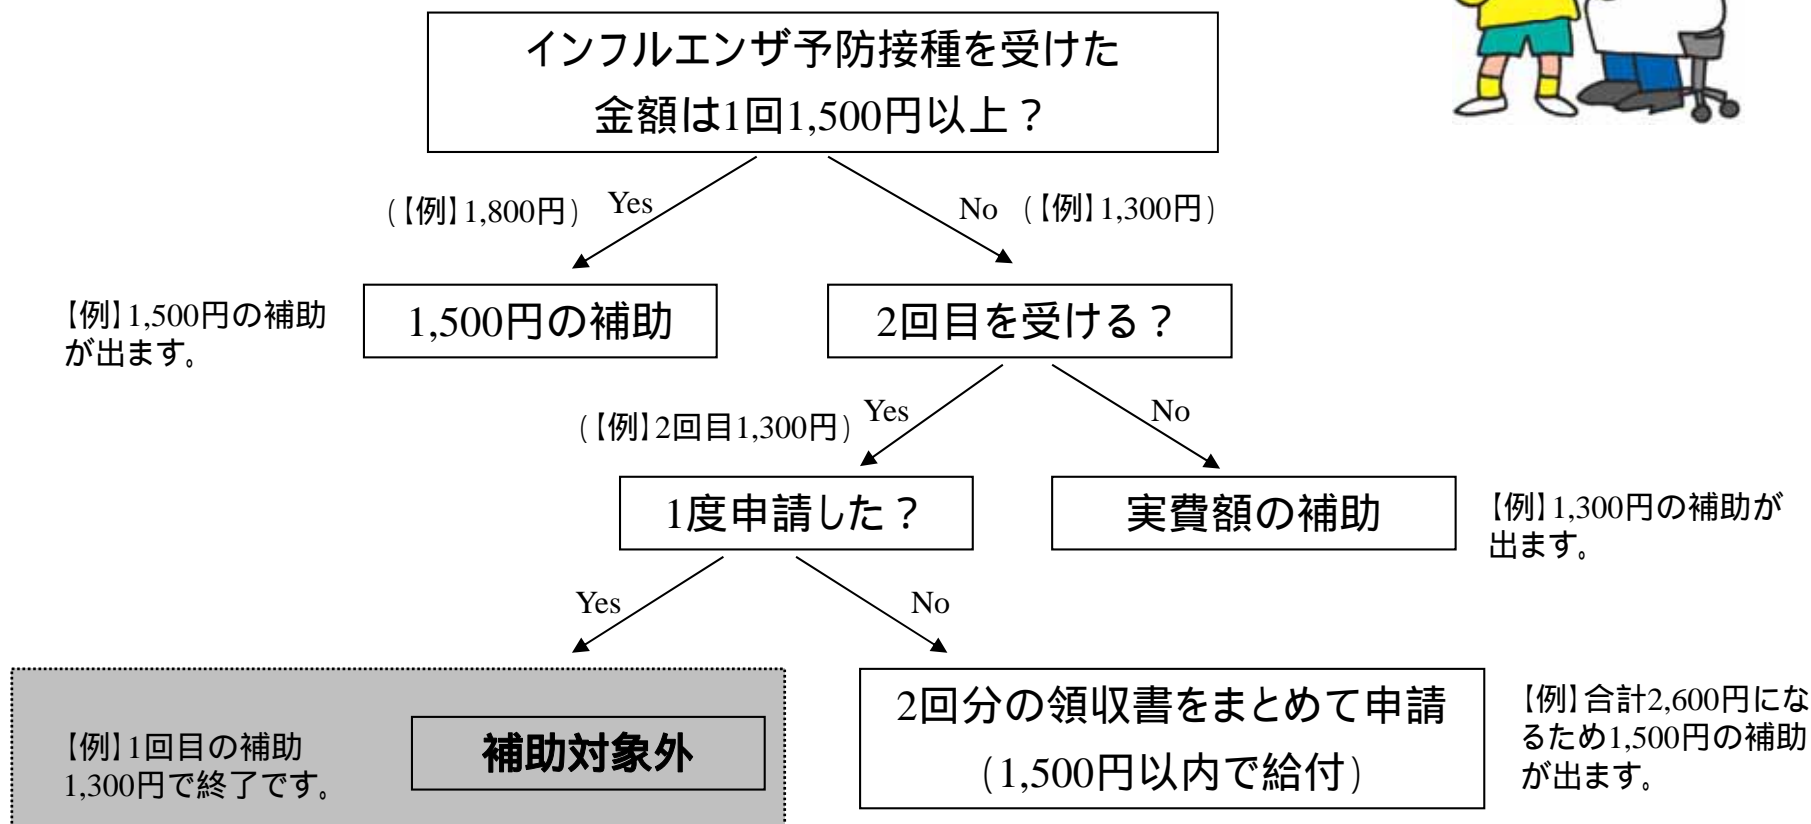 インフルエンザ予防接種を受けた
金額は1回1,500円以上？
（【例】1,800円） Yes
No （【例】1,300円）
【例】1,500円の補助
が出ます。
1,500円の補助
2回目を受ける？
（【例】2回目1,300円） Yes
No
1度申請した？
実費額の補助
【例】1,300円の補助が
出ます。
Yes
No
【例】1回目の補助
1,300円で終了です。
補助対象外
2回分の領収書をまとめて申請
（1,500円以内で給付）
【例】合計2,600円にな
るため1,500円の補助
が出ます。